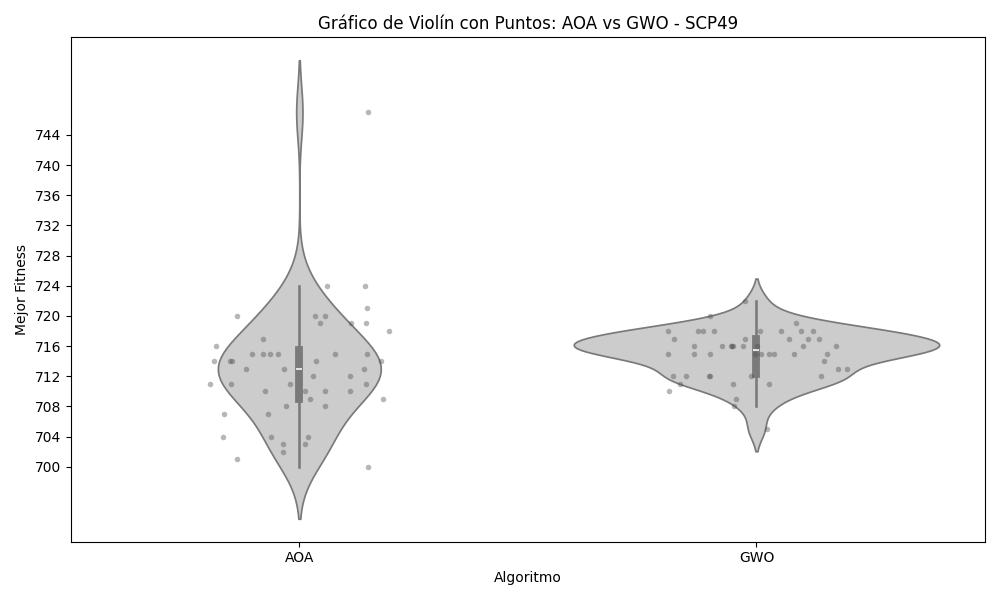 Gráfico de Violín con Puntos: AOA vs GWO - SCP49
Mejor Fitness
744
740
736
732
728
724
720
716
712
708
704
700
AOA
GWO
Algoritmo